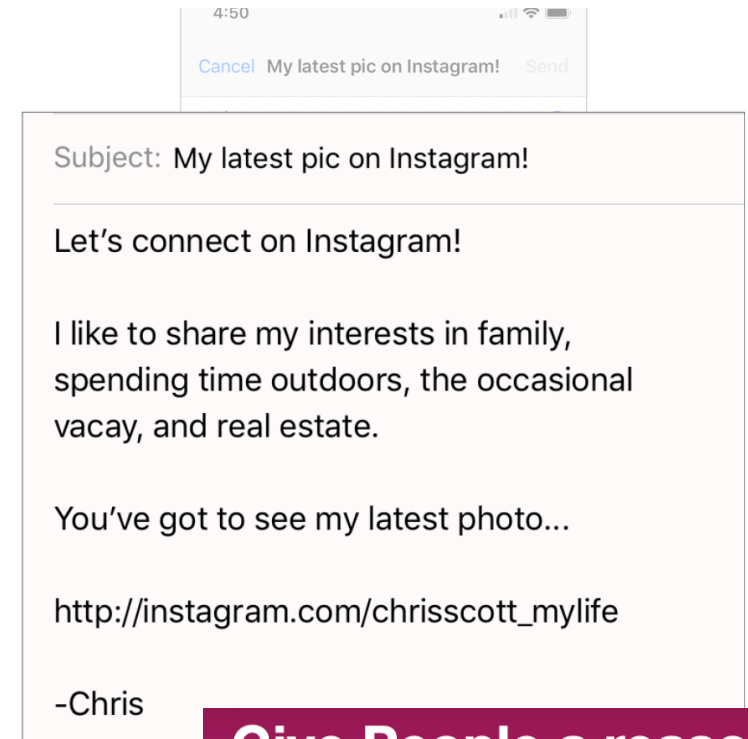 4:50
Cancel My latest pic on Instagram! Send
Subject: My latest pic on Instagram!
Let's connect on Instagram!
I like to share my interests in family,
spending time outdoors, the occasional
vacay, and real estate.
You've got to see my latest photo...
http://instagram.com/chrisscott_mylife
-Chris
Give People a